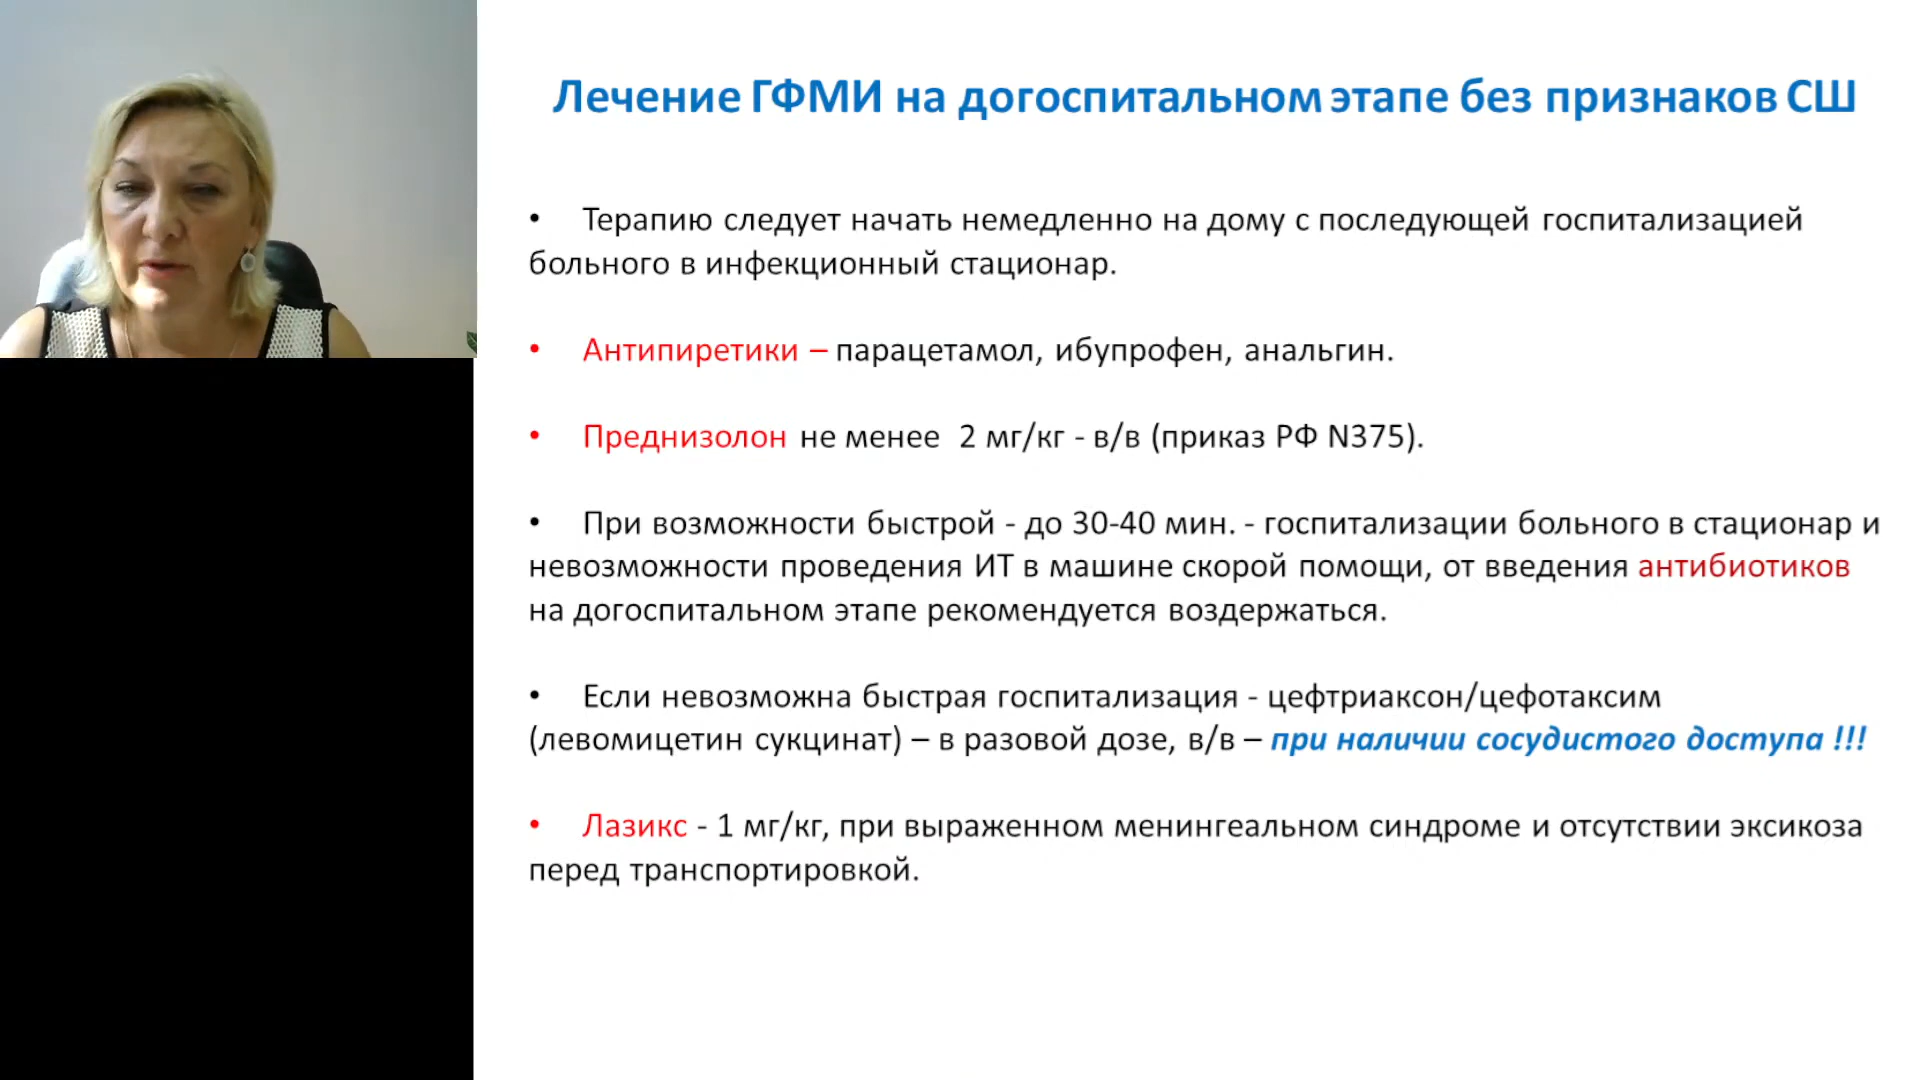 Лечение ГФМИ на догоспитальном этапе без признаков СШ
• Терапию следует начать немедленно на дому с последующей госпитализацией
больного в инфекционный стационар.
• Антипиретики – парацетамол, ибупрофен, анальгин.
• Преднизолон не менее 2 мг/кг - в/в (приказ РФ N375).
• При возможности быстрой - до 30-40 мин. - госпитализации больного в стационар и
невозможности проведения ИТ в машине скорой помощи, от введения антибиотиков
на догоспитальном этапе рекомендуется воздержаться.
• Если невозможна быстрая госпитализация - цефтриаксон/цефотаксим
(левомицетин сукцинат) – в разовой дозе, в/в – при наличии сосудистого доступа !!!
• Лазикс - 1 мг/кг, при выраженном менингеальном синдроме и отсутствии эксикоза
перед транспортировкой.